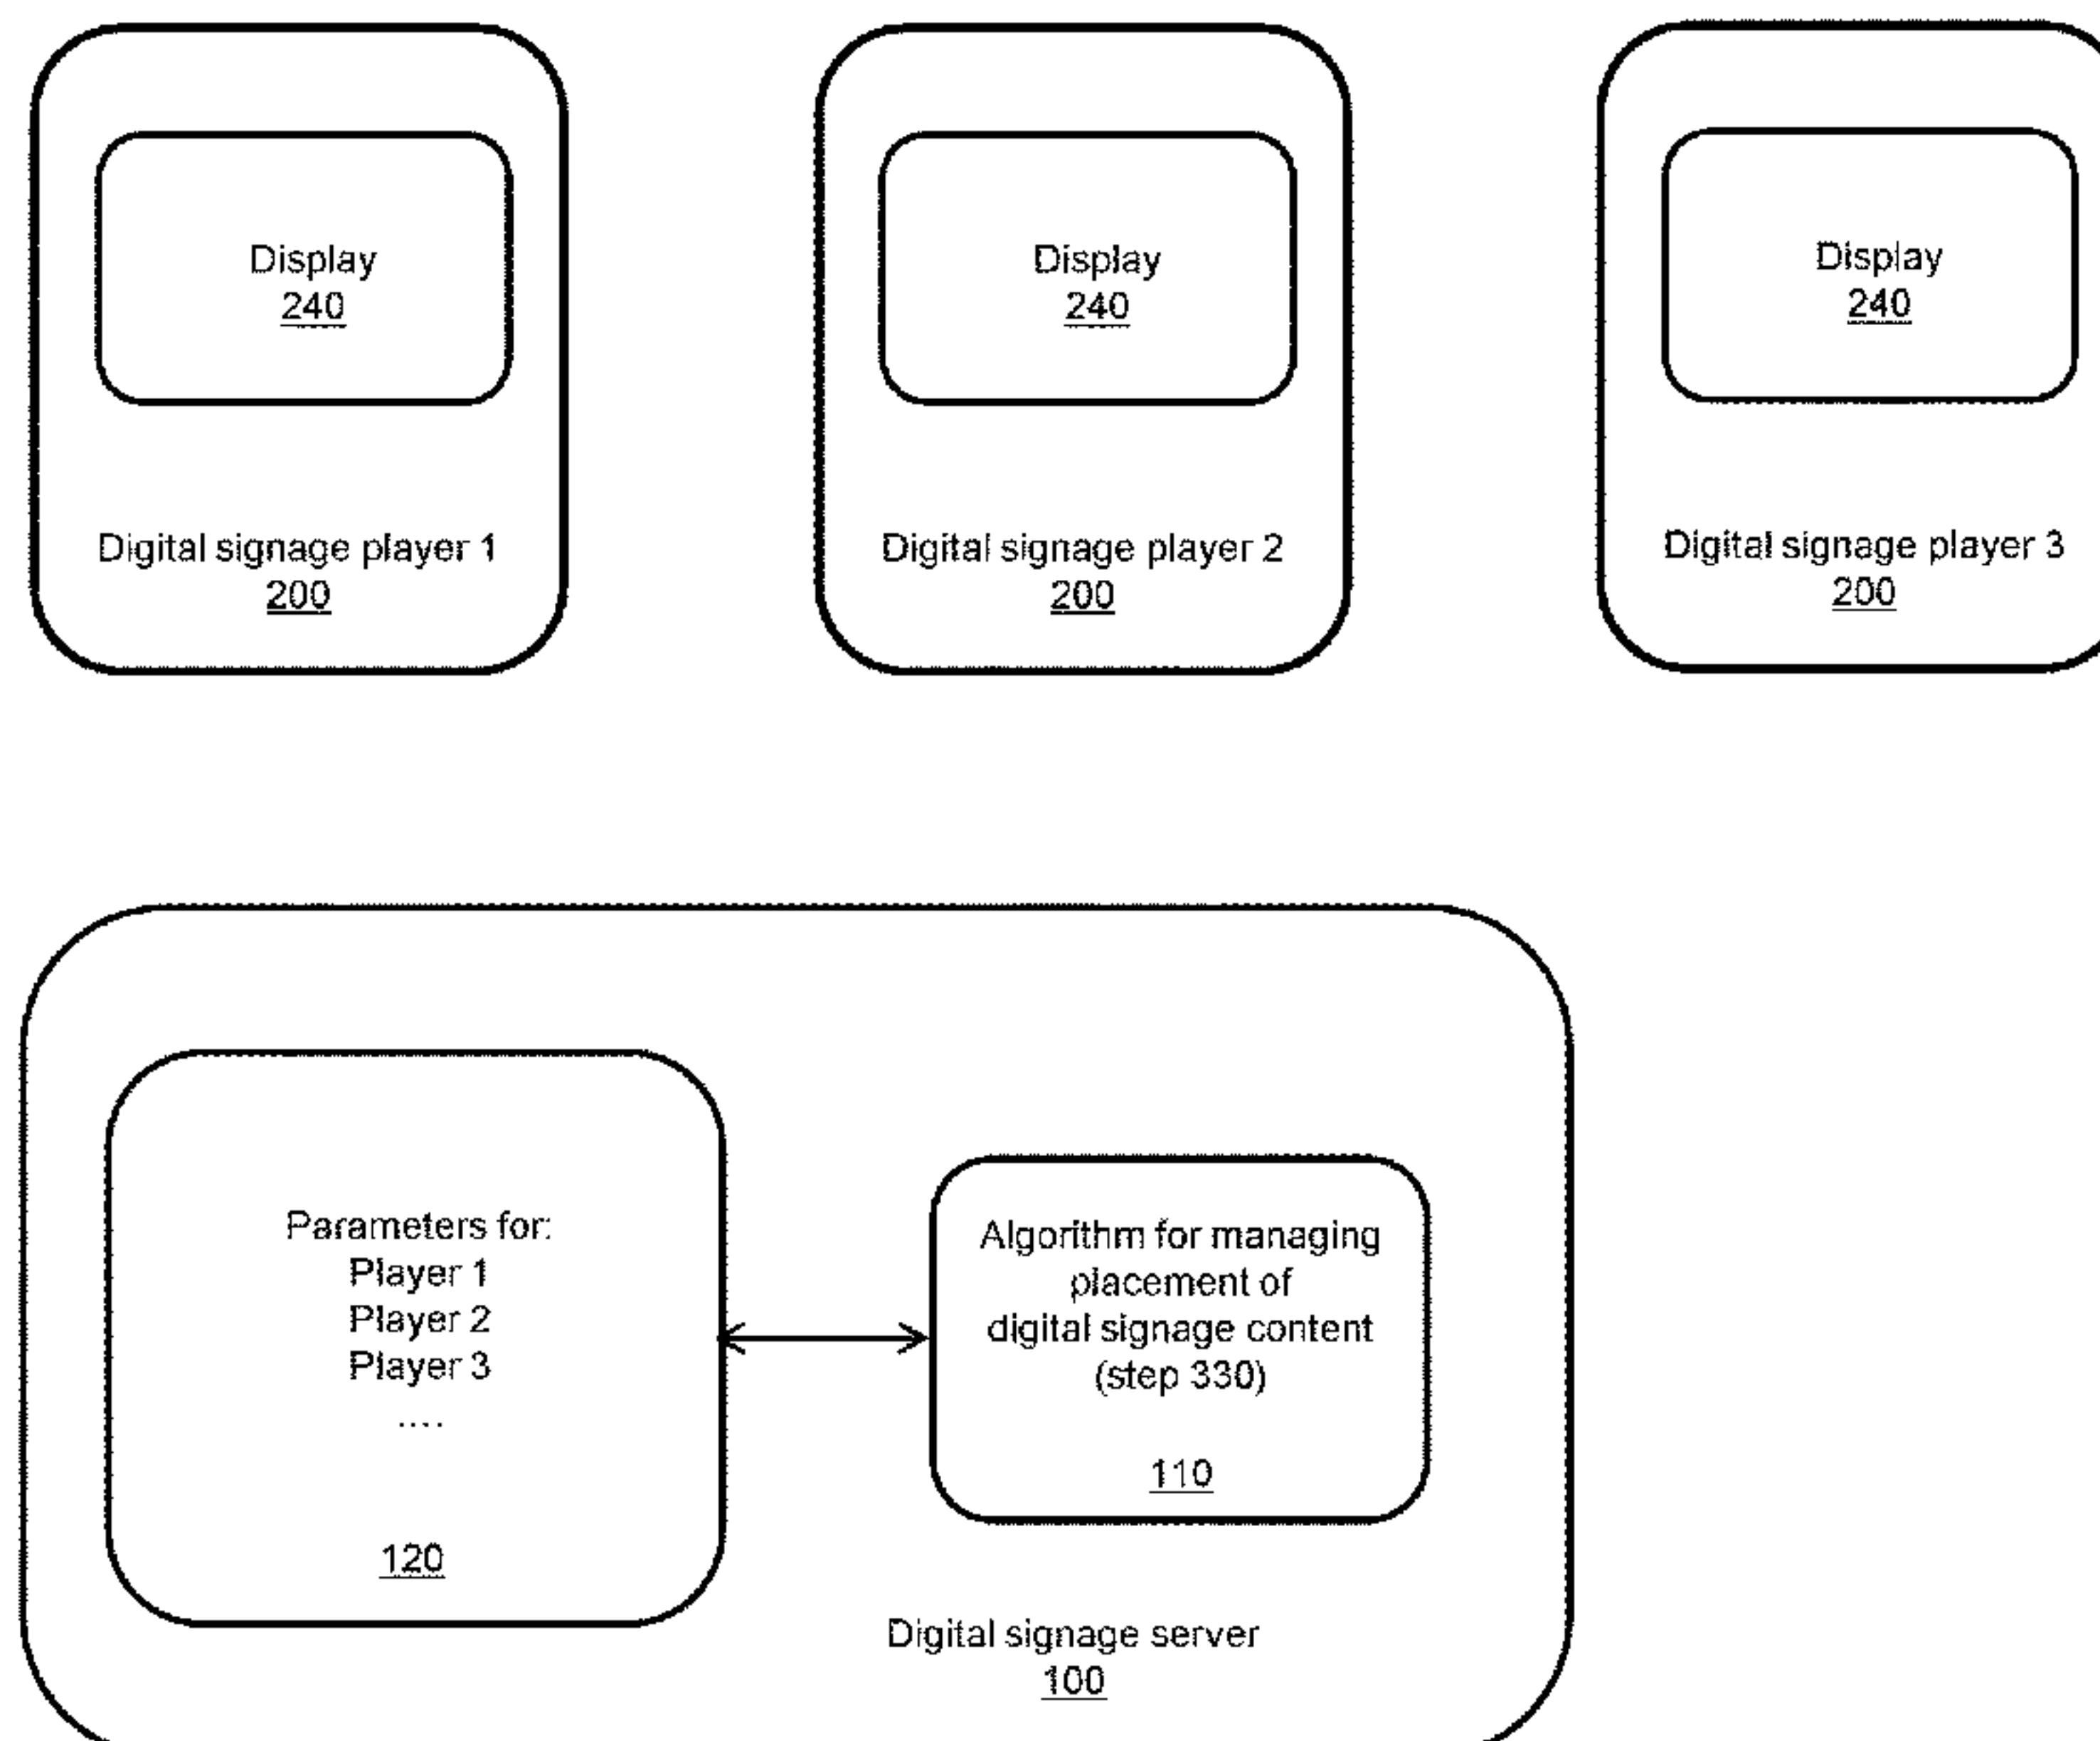 Display
240
Digital signage player 1
200
Display
240
Digital signage player 2
200
Display
240
Digital signage player 3
200
Parameters for:
Player 1
Player 2
Player 3
....
120
Algorithm for managing
placement of
digital signage content
(step 330)
110
Digital signage server
100